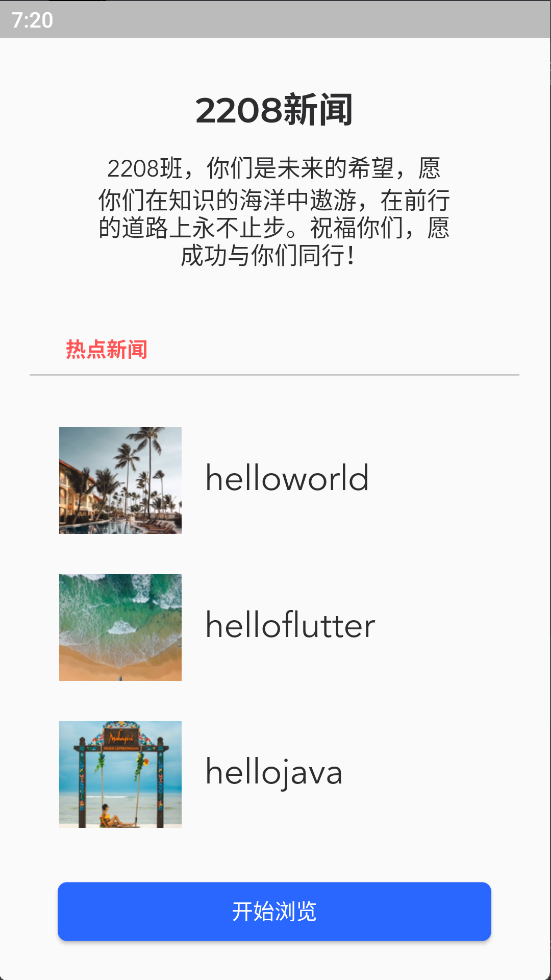 7:20
2208新闻
2208班，你们是未来的希望，愿
你们在知识的海洋中遨游，在前行
的道路上永不止步。祝福你们，愿
成功与你们同行！
热点新闻
helloworld
helloflutter
hellojava
开始浏览